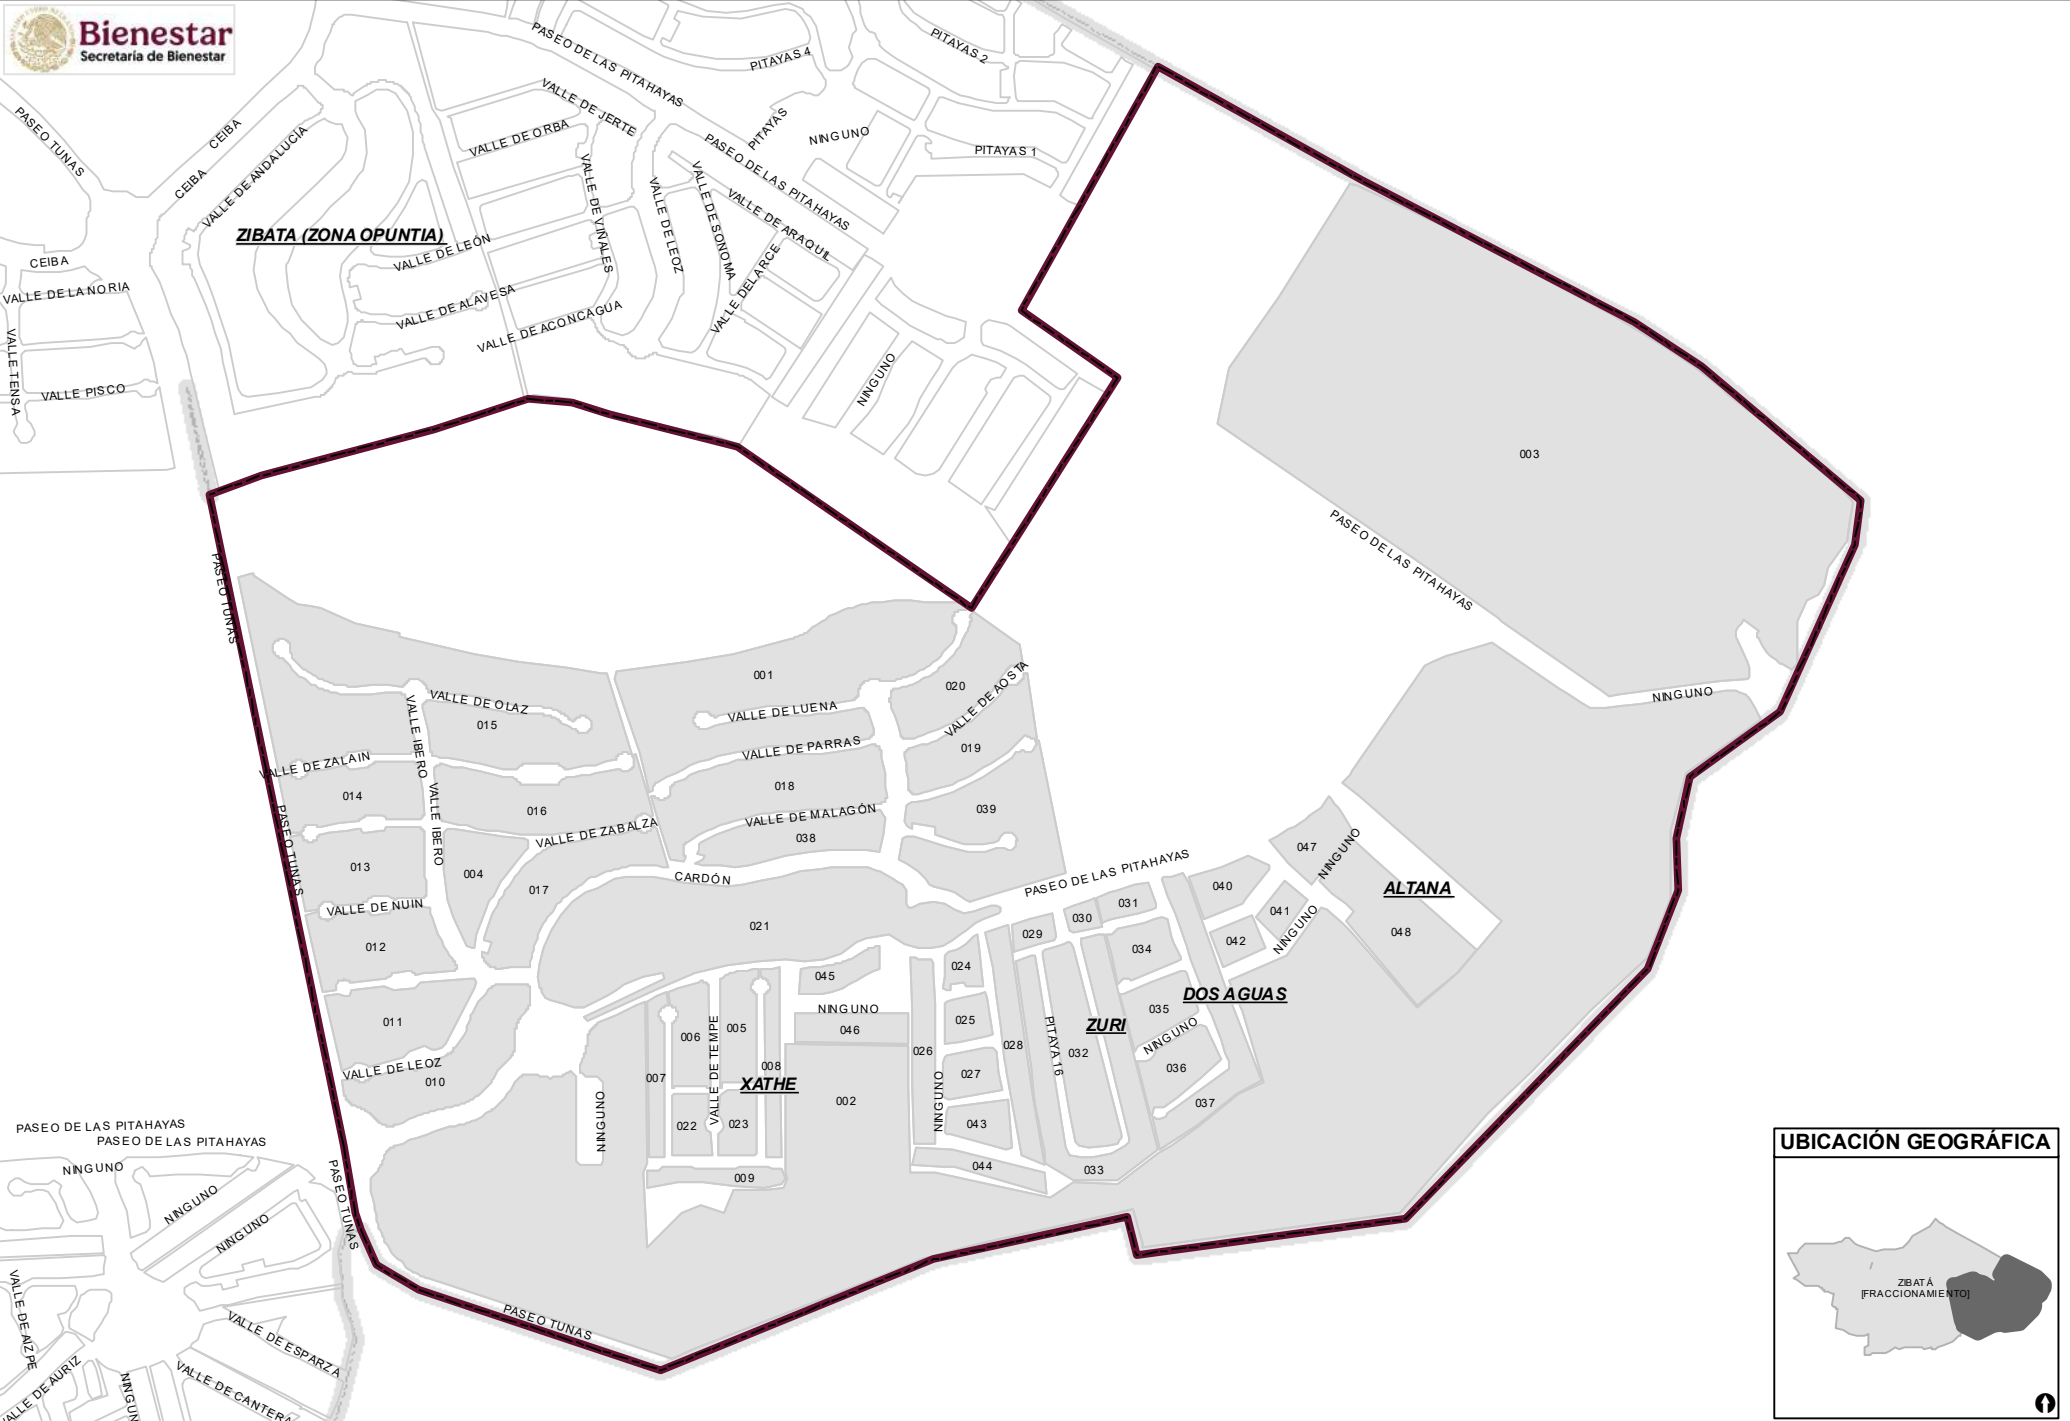 Bienestar
Secretaría de Bienestar
PASEO DE LAS PITAHAYAS
PITAYAS 4
PITAYAS 2
PASEO TUNAS
CEIBA
CEIBA
VALLE DE ANDALUCÍA
VALLE DE JERTE
VALLE DE ORBA
PITAYAS
NINGUNO
PITAYAS 1
PASEO DE LAS PITAHAYAS
ZIBATA (ZONA OPUNTIA)
VALLE DE VIÑALES
VALLE DE LEOZ
VALLE DE SONOMA
VALLE DE ARAQUIL
VALLE DEL ARCE
CEIBA
VALLE DE LEÓN
VALLE DE LA NORIA
VALLE DE ALAVESA
VALLE DE ACONCAGUA
VALLE TENSA
VALLE PISCO
NINGUNO
003
PASEO DE LAS PITAHAYAS
PASEO TUNAS
001
020
VALLE DE AOSTA
NINGUNO
VALLE DE OLAZ
VALLE IBERO
015
VALLE DE LUENA
VALLE DE PARRAS
019
VALLE DE ZALAIN
014
VALLE IBERO
016
018
VALLE DE MALAGÓN
039
VALLE DE ZABALZA
038
PASEO TUNAS
013
004
017
CARDÓN
PASEO DE LAS PITAHAYAS
047
NINGUNO
040
ALTANA
VALLE DE NUIN
031
041
030
021
029
NINGUNO
048
012
034
042
024
045
DOS AGUAS
NINGUNO
035
011
006
005
046
025
ZURI
NINGUNO
026
028
PITAYA 16
032
VALLE DE LEOZ
010
007
VALLE DE TEMPE
008
XATHE
027
036
002
NINGUNO
037
NINGUNO
022
023
043
PASEO DE LAS PITAHAYAS
PASEO DE LAS PITAHAYAS
NINGUNO
044
033
009
PASEO TUNAS
NINGUNO
NINGUNO
PASEO TUNAS
VALLE DE AIZPE
VALLE DE ESPARZA
VALLE DE AURIZ
VALLE DE CANTERA
NINGUN
UBICACIÓN GEOGRÁFICA
ZIBATÁ
[FRACCIONAMIENTO]